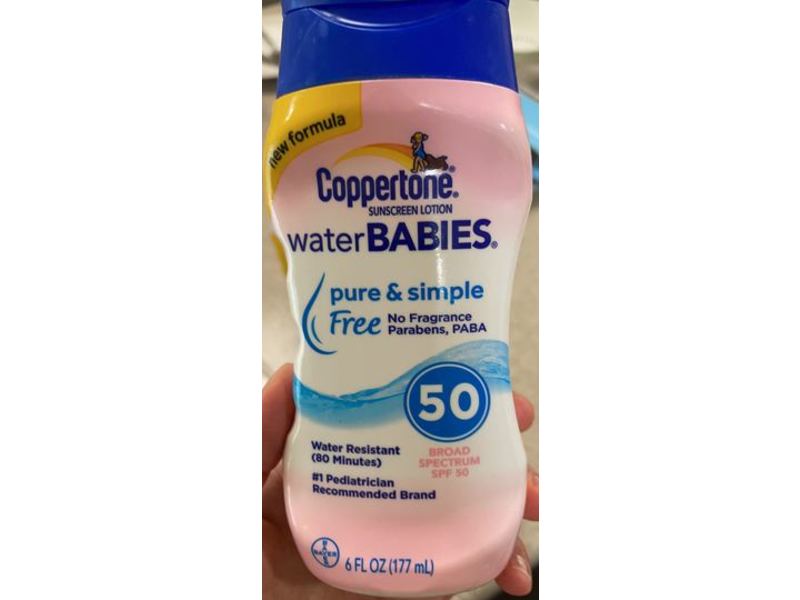 new formula
Coppertone®
SUNSCREEN LOTION
waterBABIES®
pure & simple
Free No Fragrance
Parabens, PABA
50
BROAD
SPECTRUM
SPF 50
Water Resistant
(80 Minutes)
#1 Pediatrician
Recommended Brand
BAYER
6 FL OZ (177 mL)